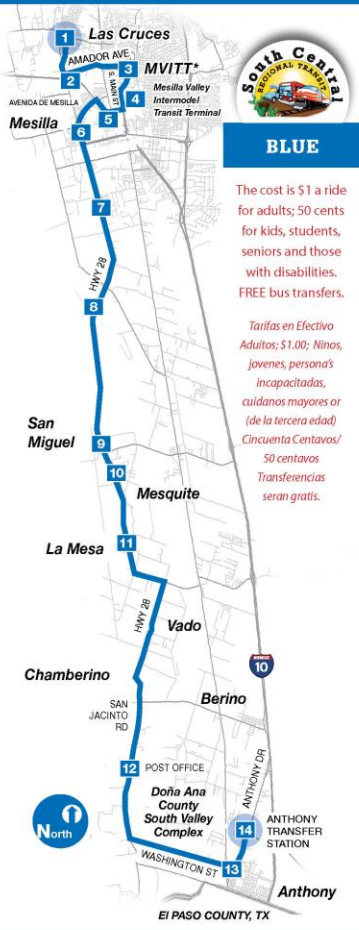 1
Las Cruces
AMADOR AVE
2
S. MAIN ST
3
MVITT*
4
Mesilla Valley
Intermodel
Transit Terminal
AVENIDA DE MESILLA
5
Mesilla
6
South Central
REGIONAL TRANSIT
BLUE
The cost is $1 a ride
for adults; 50 cents
for kids, students,
seniors and those
with disabilities.
FREE bus transfers.
Tarifas en Efectivo
Aduitos; $1.00; Ninos,
jovenes, persona's
incapacitadas,
cuidanos mayores or
(de la tercera edad)
Cincuenta Centavos/
50 centavos
Transferencias
seran gratis.
7
HWY 28
8
San
Miguel
9
10
Mesquite
La Mesa
11
HWY 28
Vado
INTERSTATE
10
Chamberino
Berino
SAN
JACINTO
RD
12
POST OFFICE
ANTHONY DR
Doña Ana
County
South Valley
Complex
North
14
ANTHONY
TRANSFER
STATION
WASHINGTON ST
13
Anthony
El PASO COUNTY, TX